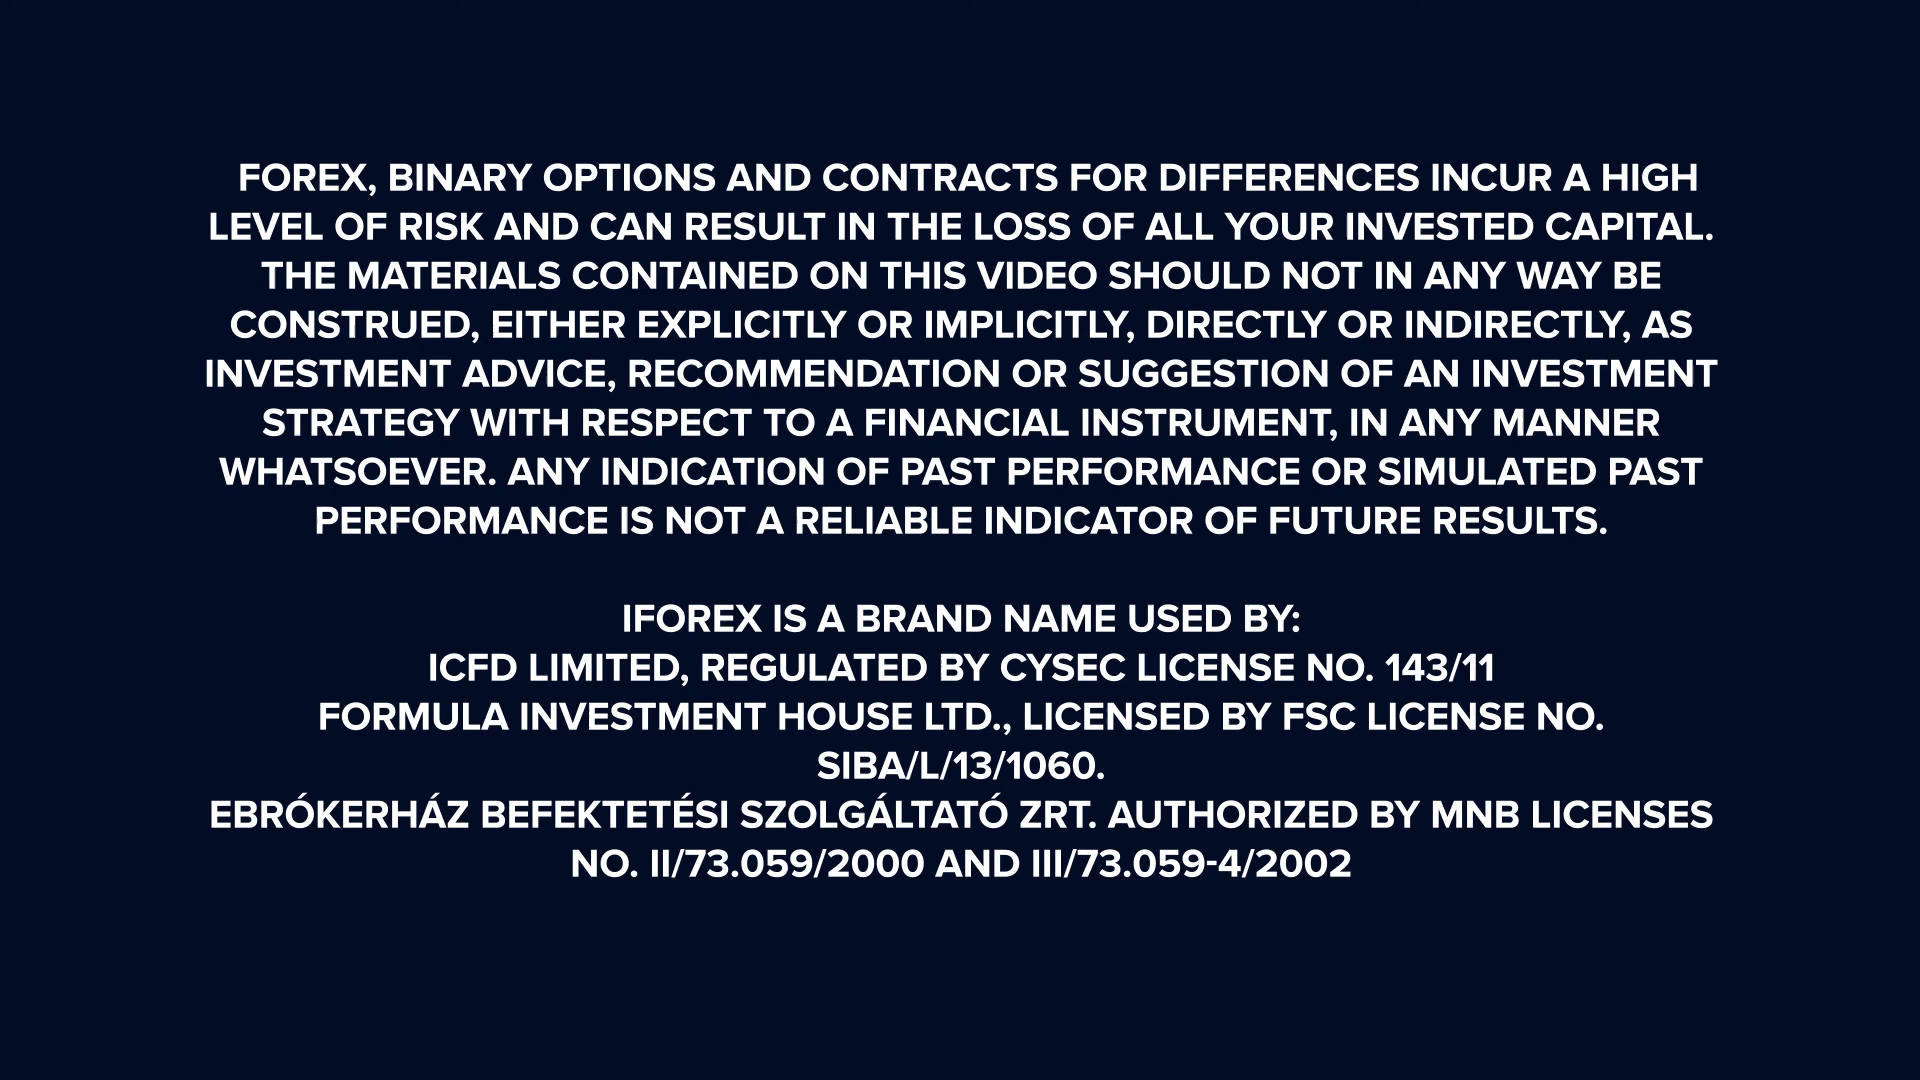 FOREX, BINARY OPTIONS AND CONTRACTS FOR DIFFERENCES INCUR A HIGH
LEVEL OF RISK AND CAN RESULT IN THE LOSS OF ALL YOUR INVESTED CAPITAL.
THE MATERIALS CONTAINED ON THIS VIDEO SHOULD NOT IN ANY WAY BE
CONSTRUED, EITHER EXPLICITLY OR IMPLICITLY, DIRECTLY OR INDIRECTLY, AS
INVESTMENT ADVICE, RECOMMENDATION OR SUGGESTION OF AN INVESTMENT
STRATEGY WITH RESPECT TO A FINANCIAL INSTRUMENT, IN ANY MANNER
WHATSOEVER. ANY INDICATION OF PAST PERFORMANCE OR SIMULATED PAST
PERFORMANCE IS NOT A RELIABLE INDICATOR OF FUTURE RESULTS.
IFOREX IS A BRAND NAME USED BY:
ICFD LIMITED, REGULATED BY CYSEC LICENSE NO. 143/11
FORMULA INVESTMENT HOUSE LTD., LICENSED BY FSC LICENSE NO.
SIBA/L/13/1060.
EBRÓKERHÁZ BEFEKTETÉSI SZOLGÁLTATÓ ZRT. AUTHORIZED BY MNB LICENSES
NO. II/73.059/2000 AND III/73.059-4/2002